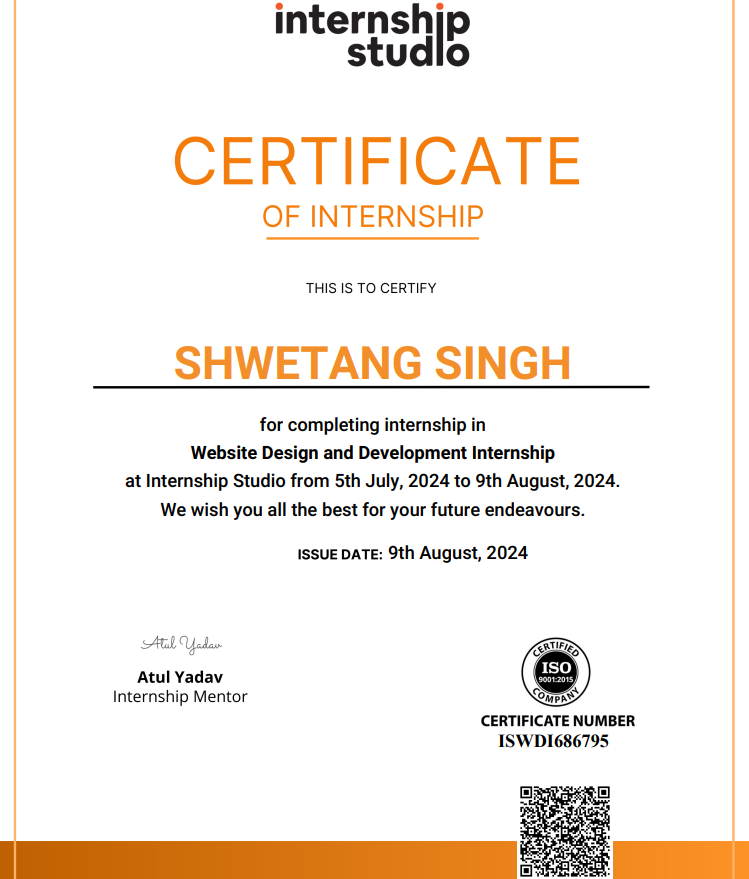 internship
studio
CERTIFICATE
OF INTERNSHIP
THIS IS TO CERTIFY
SHWETANG SINGH
for completing internship in
Website Design and Development Internship
at Internship Studio from 5th July, 2024 to 9th August, 2024.
We wish you all the best for your future endeavours.
ISSUE DATE: 9th August, 2024
Atul Yadav
Atul Yadav
Internship Mentor
CERTIFIED
ISO
9001:2015
COMPANY
CERTIFICATE NUMBER
ISWDI686795